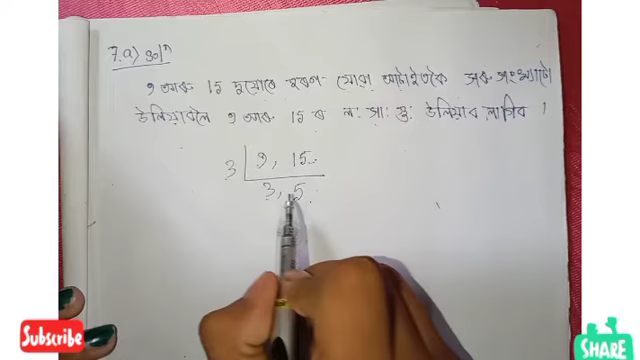 7.a) solⁿ
9 আৰু 15 দুয়োৰে হৰণ যোৱা আটাইতকৈ সৰু সংখ্যাটো
উলিয়াবলৈ 9 আৰু 15 ৰ ল: সা: গু: উলিয়াব লাগিব ।
3 | 9, 15
3, 5
Subscribe
SHARE